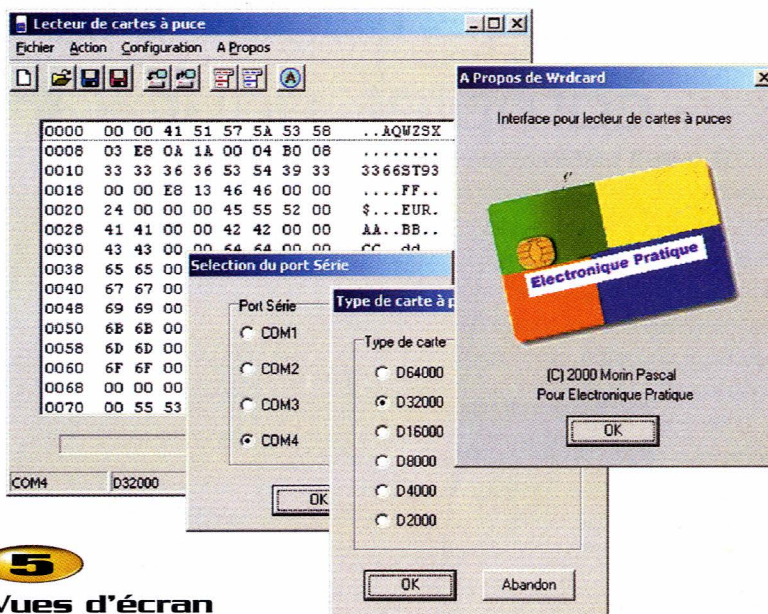 Lecteur de cartes à puce
Fichier Action Configuration A Propos
0000 00 00 41 51 57 5A 53 58 ..AQWZSX
0008 03 E8 0A 1A 00 04 B0 08 ........
0010 33 33 36 36 53 54 39 33 3366ST93
0018 00 00 E8 13 46 46 00 00 ....FF..
0020 24 00 00 00 45 55 52 00 $...EUR.
0028 41 41 00 00 42 42 00 00 AA..BB..
0030 43 43 00 00 64 64 00 00 CC..dd
0038 65 65 00
0040 67 67 00
0048 69 69 00
0050 6B 6B 00
0058 6D 6D 00
0060 6F 6F 00
0068 00 00 00
0070 00 55 53
COM4 D32000
Selection du port Série
Port Série
COM1
COM2
COM3
COM4
OK
Type de carte à p
Type de carte
D64000
D32000
D16000
D8000
D4000
D2000
OK Abandon
A Propos de Wrdcard
Interface pour lecteur de cartes à puces
Electronique Pratique
(C) 2000 Morin Pascal
Pour Electronique Pratique
OK
5
Vues d'écran